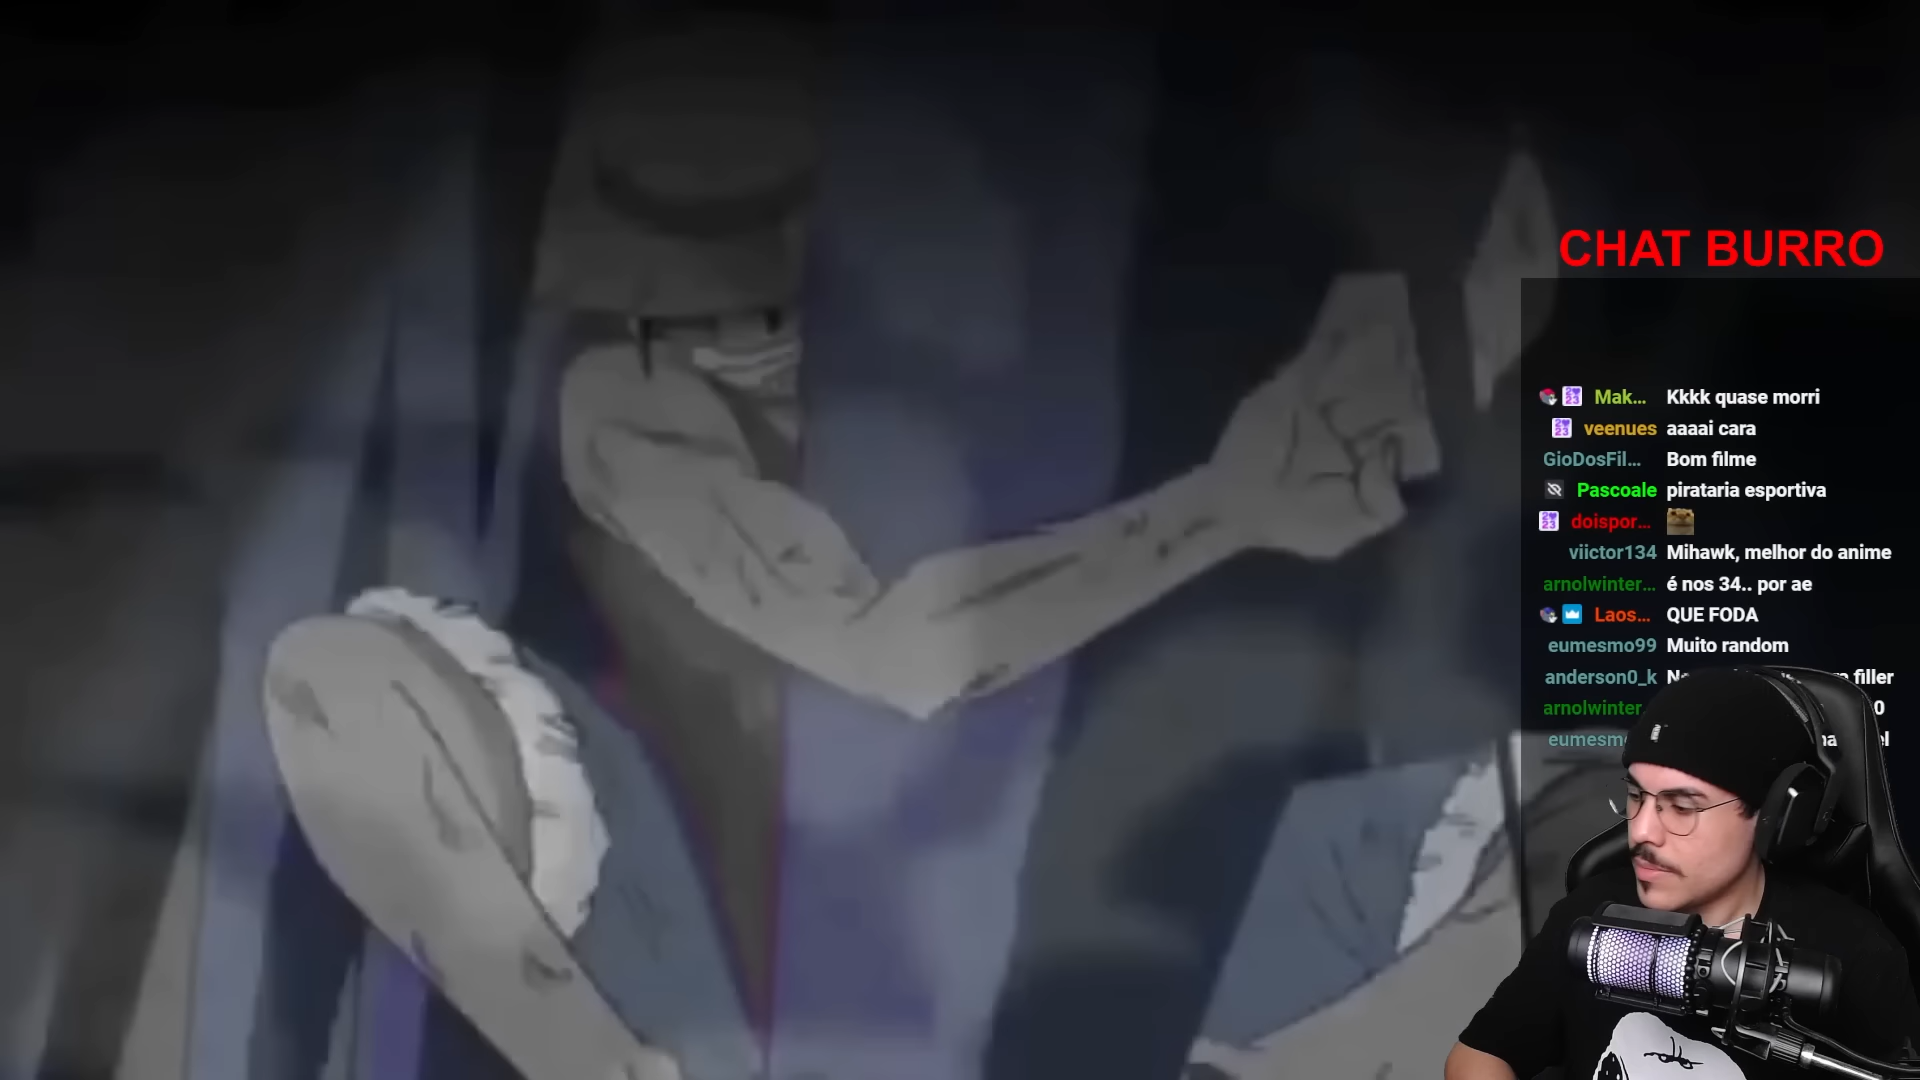 CHAT BURRO
Mak... Kkkk quase morri
veenues aaaai cara
GioDosFil... Bom filme
Pascoale pirataria esportiva
doispor...
viictor134 Mihawk, melhor do anime
arnolwinter... é nos 34.. por ae
Laos... QUE FODA
eumesmo99 Muito random
anderson0_k filler
arnolwinter 0